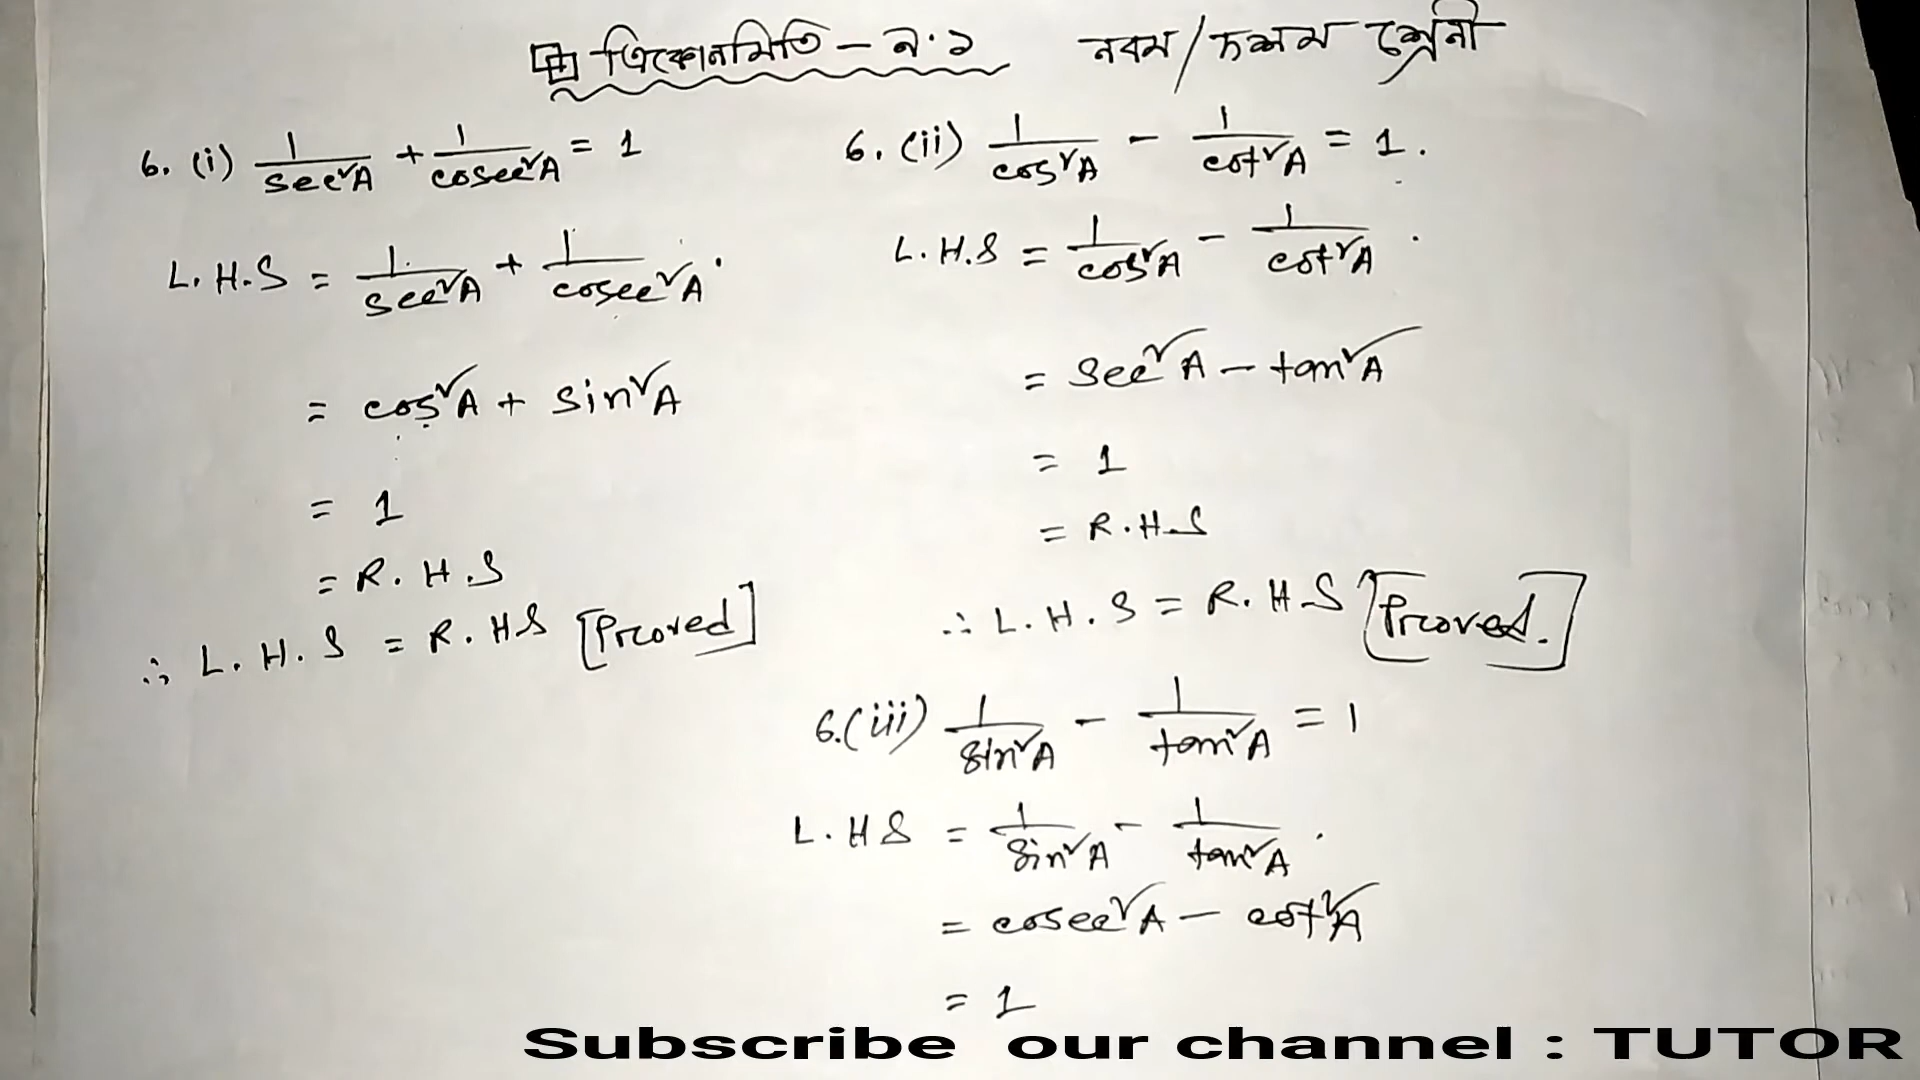 ত্রিকোনমিতি – ৯.১ নবম/দশম শ্রেনী
6. (i) 1/sec²A + 1/cosec²A = 1
L.H.S = 1/sec²A + 1/cosec²A
= cos²A + sin²A
= 1
= R.H.S
∴ L.H.S = R.H.S [Proved]
6. (ii) 1/cos²A - 1/cot²A = 1.
L.H.S = 1/cos²A - 1/cot²A
= sec²A - tan²A
= 1
= R.H.S
∴ L.H.S = R.H.S [Proved.]
6.(iii) 1/sin²A - 1/tan²A = 1
L.HS = 1/sin²A - 1/tan²A
= cosec²A - cot²A
= 1
Subscribe our channel : TUTOR